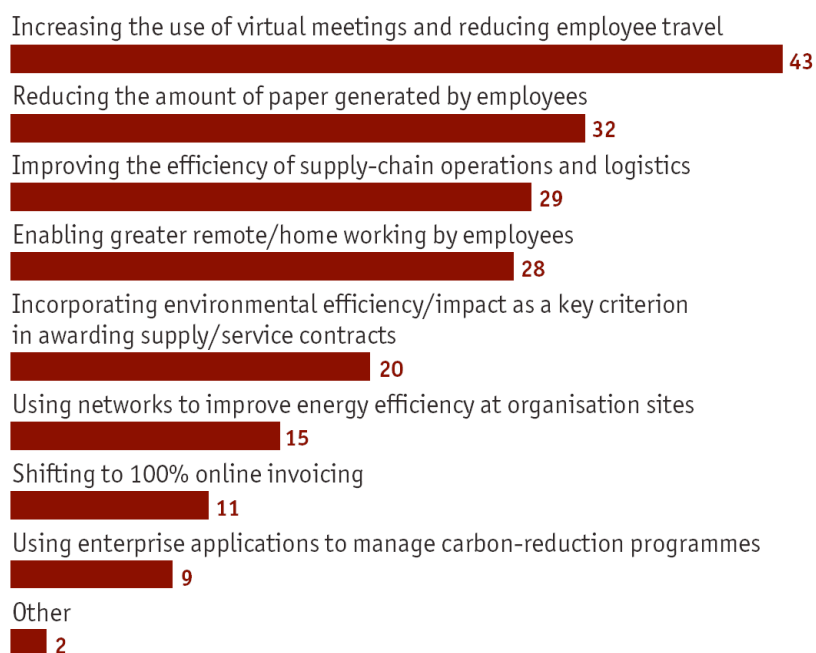 Increasing the use of virtual meetings and reducing employee travel
43
Reducing the amount of paper generated by employees
32
Improving the efficiency of supply-chain operations and logistics
29
Enabling greater remote/home working by employees
28
Incorporating environmental efficiency/impact as a key criterion
in awarding supply/service contracts
20
Using networks to improve energy efficiency at organisation sites
15
Shifting to 100% online invoicing
11
Using enterprise applications to manage carbon-reduction programmes
9
Other
2